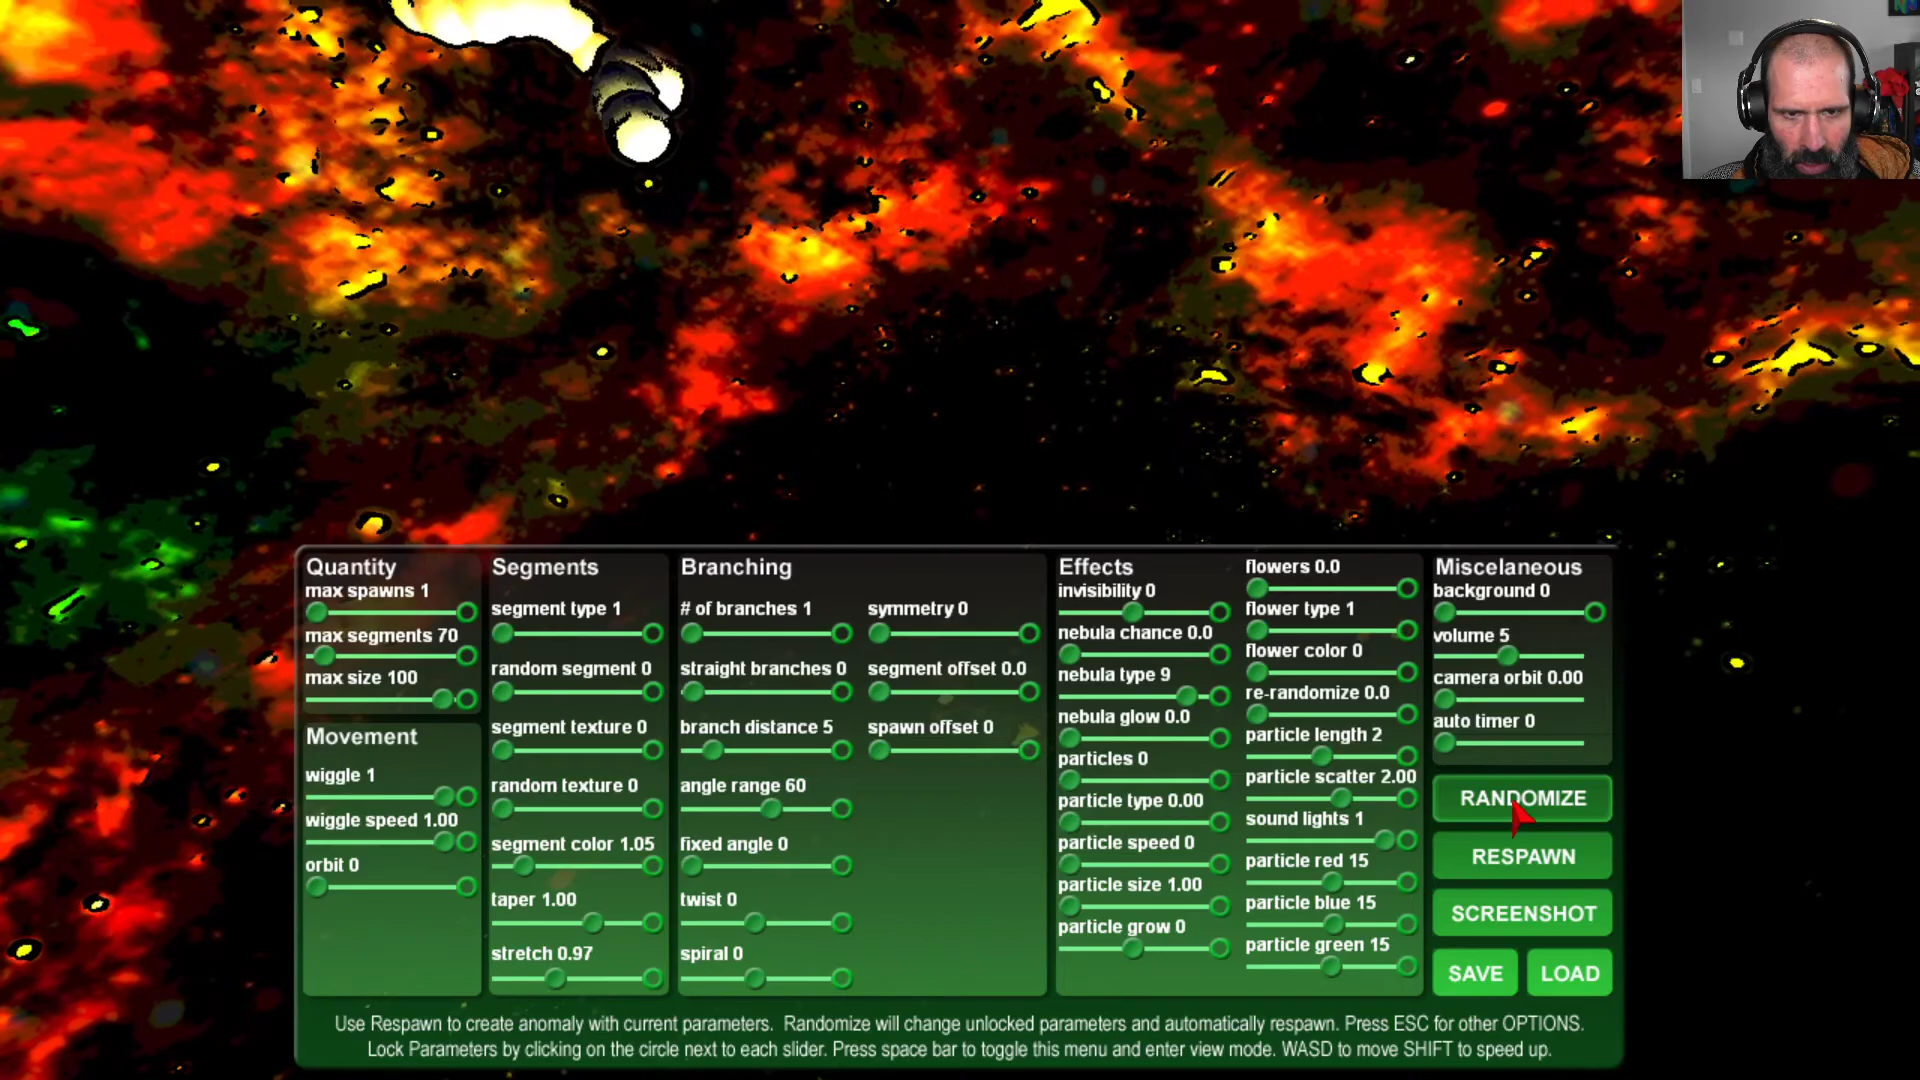 Quantity
max spawns 1
max segments 70
max size 100
Movement
wiggle 1
wiggle speed 1.00
orbit 0
Segments
segment type 1
random segment 0
segment texture 0
random texture 0
segment color 1.05
taper 1.00
stretch 0.97
Branching
# of branches 1
straight branches 0
branch distance 5
angle range 60
fixed angle 0
twist 0
spiral 0
symmetry 0
segment offset 0.0
spawn offset 0
Effects
invisibility 0
nebula chance 0.0
nebula type 9
nebula glow 0.0
particles 0
particle type 0.00
particle speed 0
particle size 1.00
particle grow 0
flowers 0.0
flower type 1
flower color 0
re-randomize 0.0
particle length 2
particle scatter 2.00
sound lights 1
particle red 15
particle blue 15
particle green 15
Miscelaneous
background 0
volume 5
camera orbit 0.00
auto timer 0
RANDOMIZE
RESPAWN
SCREENSHOT
SAVE
LOAD
Use Respawn to create anomaly with current parameters. Randomize will change unlocked parameters and automatically respawn. Press ESC for other OPTIONS.
Lock Parameters by clicking on the circle next to each slider. Press space bar to toggle this menu and enter view mode. WASD to move SHIFT to speed up.